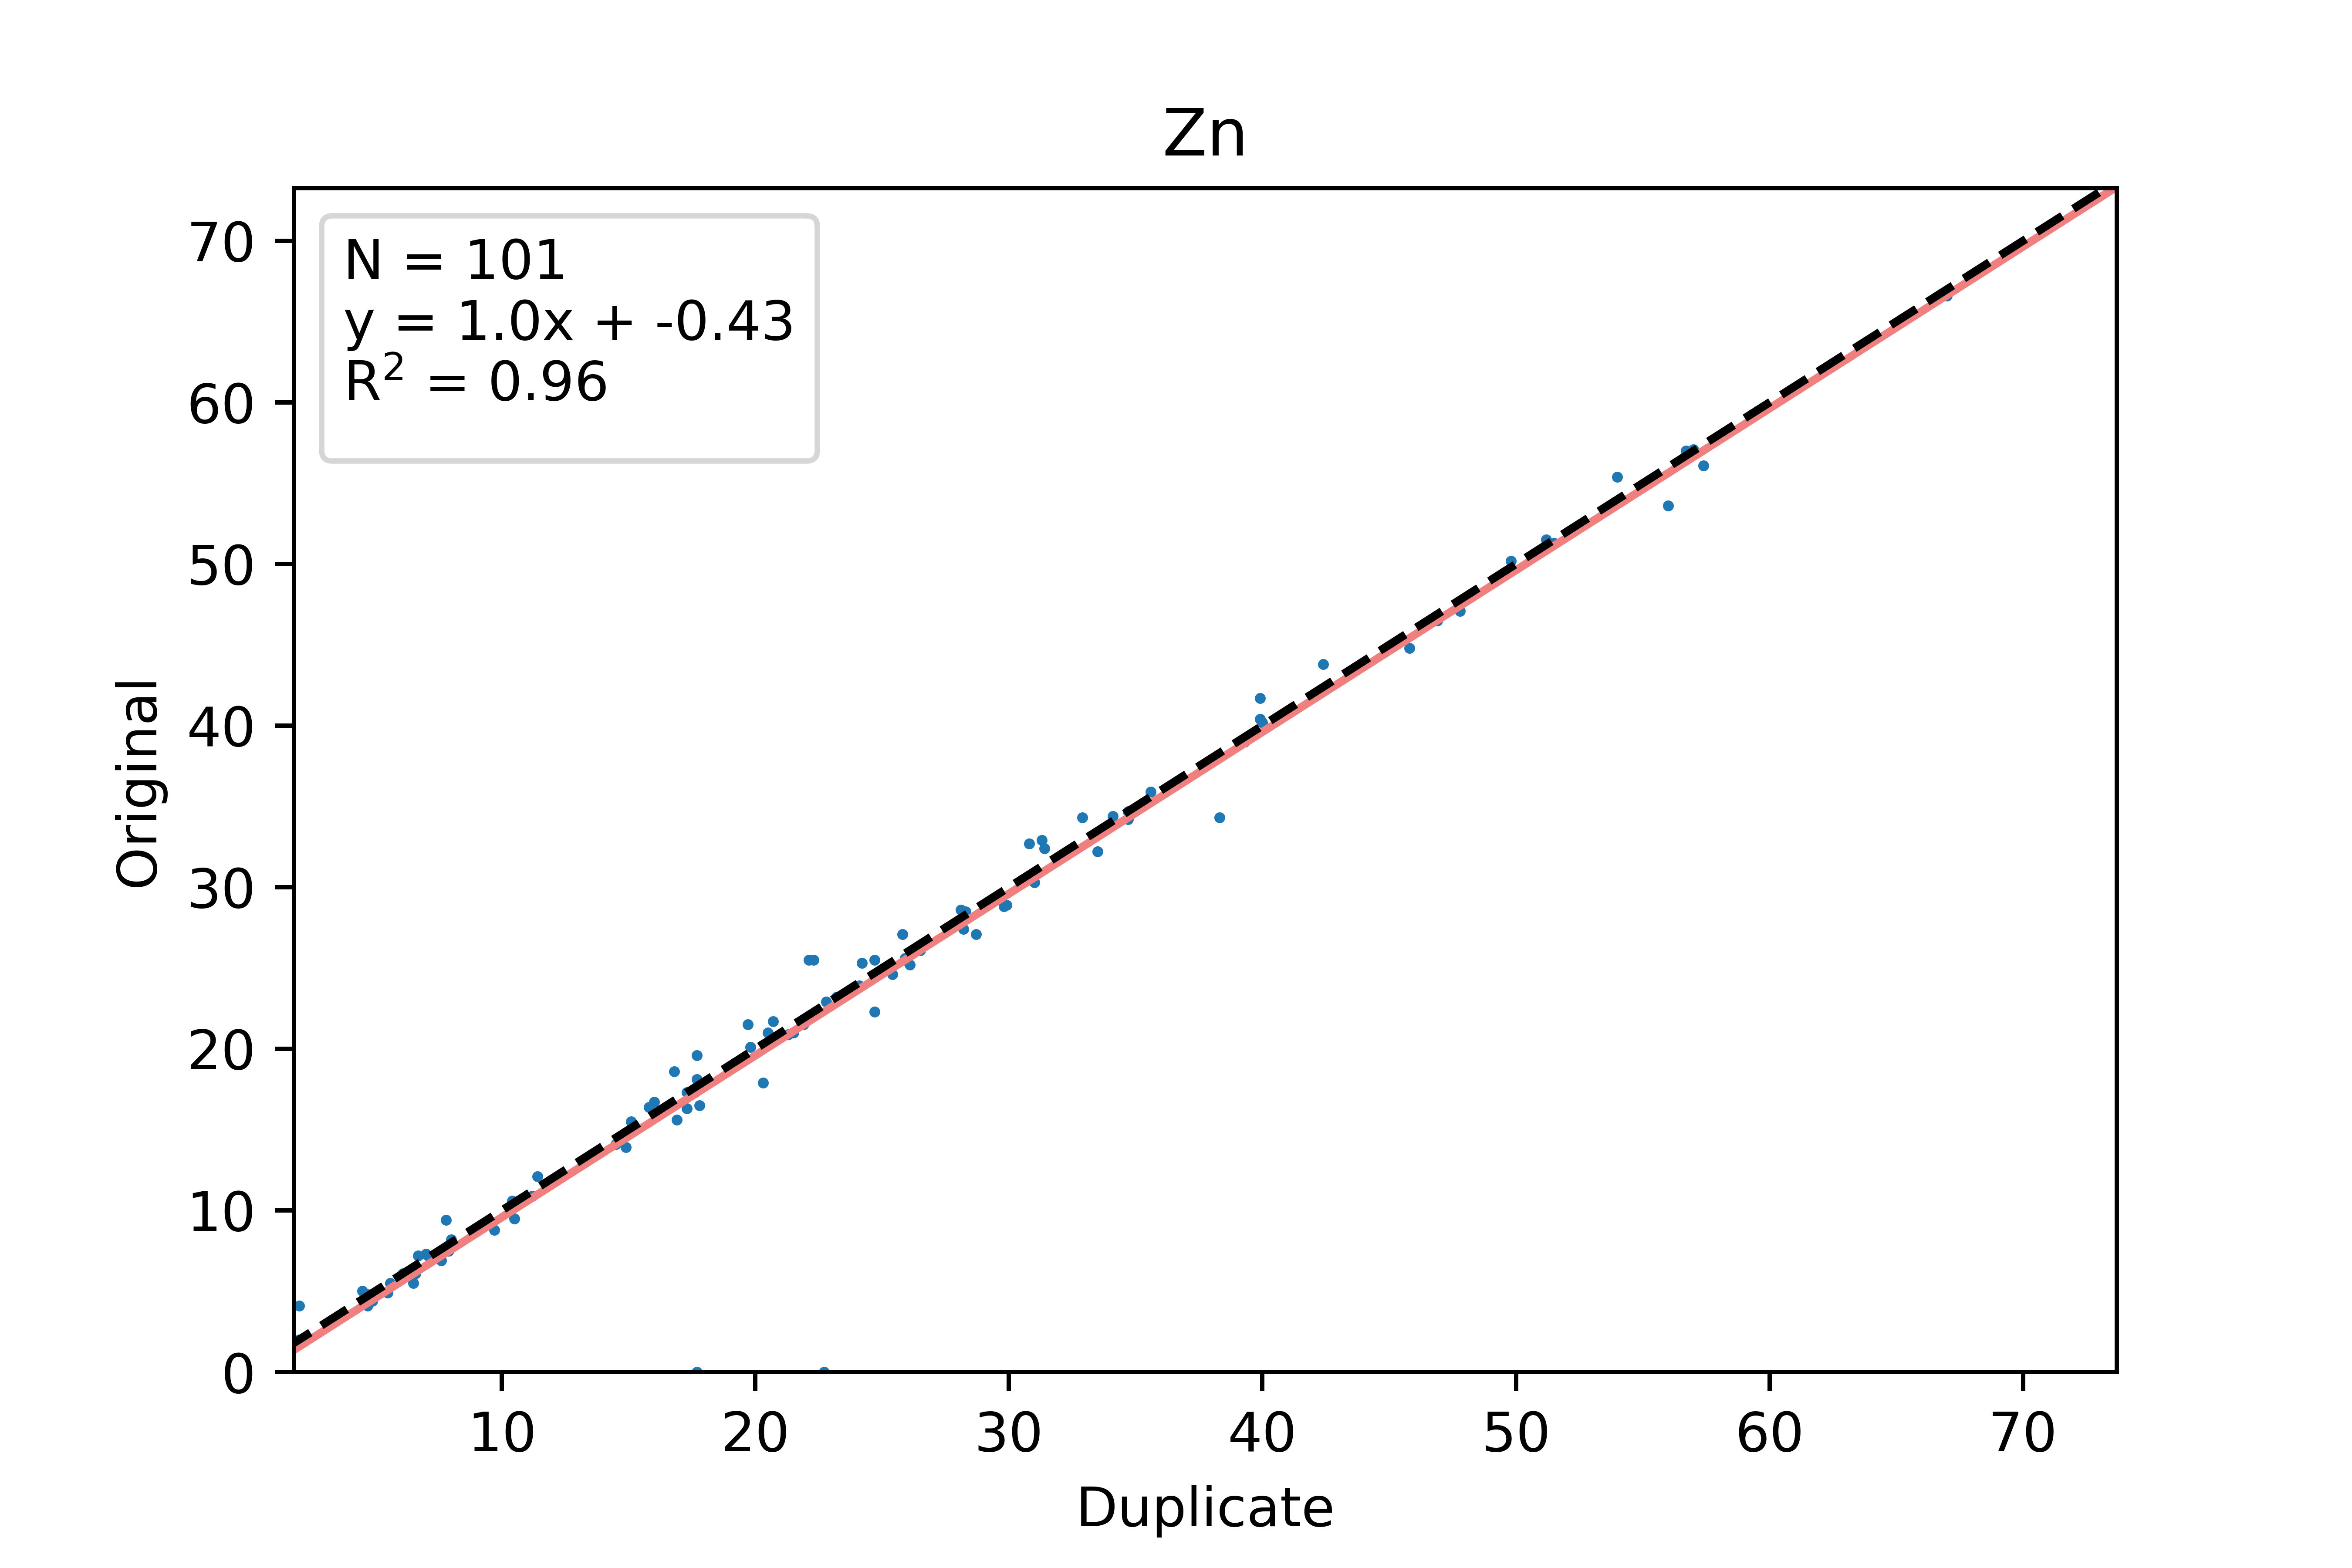 Zn
N = 101
y = 1.0x + -0.43
R² = 0.96
70
60
50
40
30
20
10
0
Original
10 20 30 40 50 60 70
Duplicate